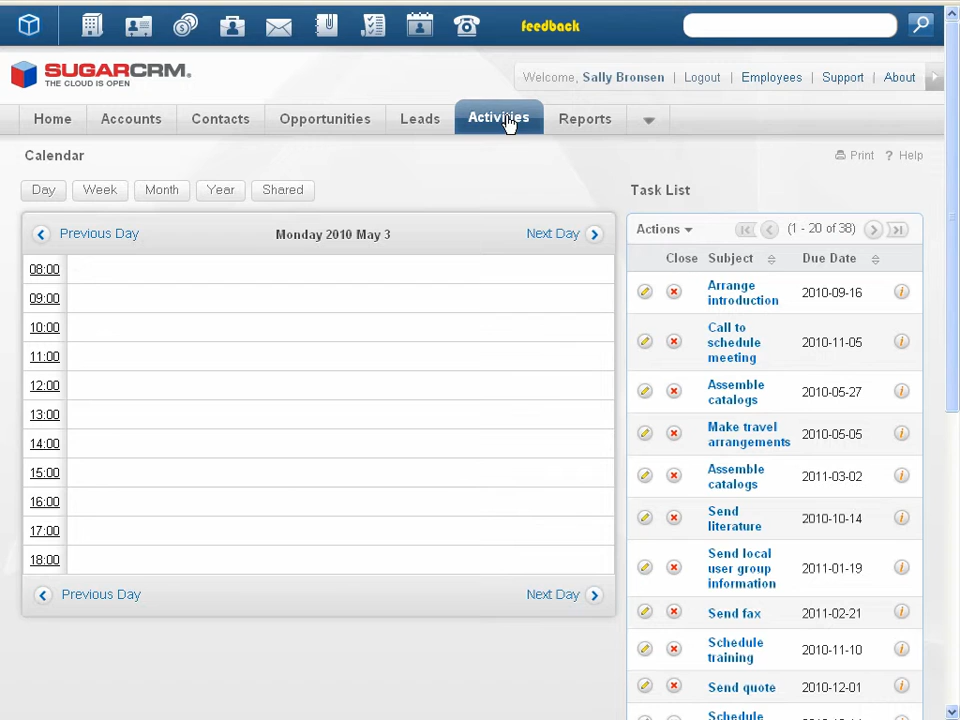 feedback
SUGARCRM.
THE CLOUD IS OPEN
Welcome, Sally Bronsen | Logout | Employees | Support | About
Home Accounts Contacts Opportunities Leads Activities Reports
Calendar
Print ? Help
Day Week Month Year Shared
Task List
Previous Day Monday 2010 May 3 Next Day
Actions (1 - 20 of 38)
Close Subject Due Date
08:00
09:00
10:00
11:00
12:00
13:00
14:00
15:00
16:00
17:00
18:00
Previous Day Next Day
Arrange
introduction 2010-09-16
Call to
schedule 2010-11-05
meeting
Assemble
catalogs 2010-05-27
Make travel
arrangements 2010-05-05
Assemble
catalogs 2011-03-02
Send
literature 2010-10-14
Send local
user group 2011-01-19
information
Send fax 2011-02-21
Schedule
training 2010-11-10
Send quote 2010-12-01
Schedule